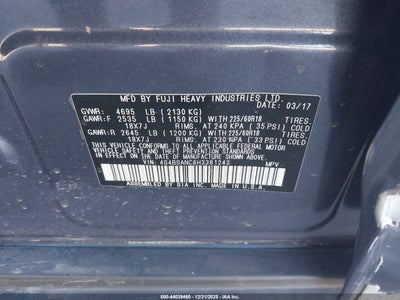 MFD. BY FUJI HEAVY INDUSTRIES LTD.
DATE: 03/17
GVWR: 4695 LB (2130 KG)
GAWR:F 2535 LB (1150 KG) WITH 225/60R18 TIRES,
18X7J RIMS, AT 240 KPA (35 PSI) COLD
GAWR:R 2645 LB (1200 KG) WITH 225/60R18 TIRES,
18X7J RIMS, AT 230 KPA (33 PSI) COLD
THIS VEHICLE CONFORMS TO ALL APPLICABLE FEDERAL MOTOR
VEHICLE SAFETY AND THEFT PREVENTION STANDARDS IN EFFECT
ON THE DATE OF MANUFACTURE SHOWN ABOVE.
VIN: 4S4BSANC6H3361243 MPV
ASSEMBLED BY SIA INC., IN U.S.A.
000-44039460 - 12/31/2025 - IAA Inc.